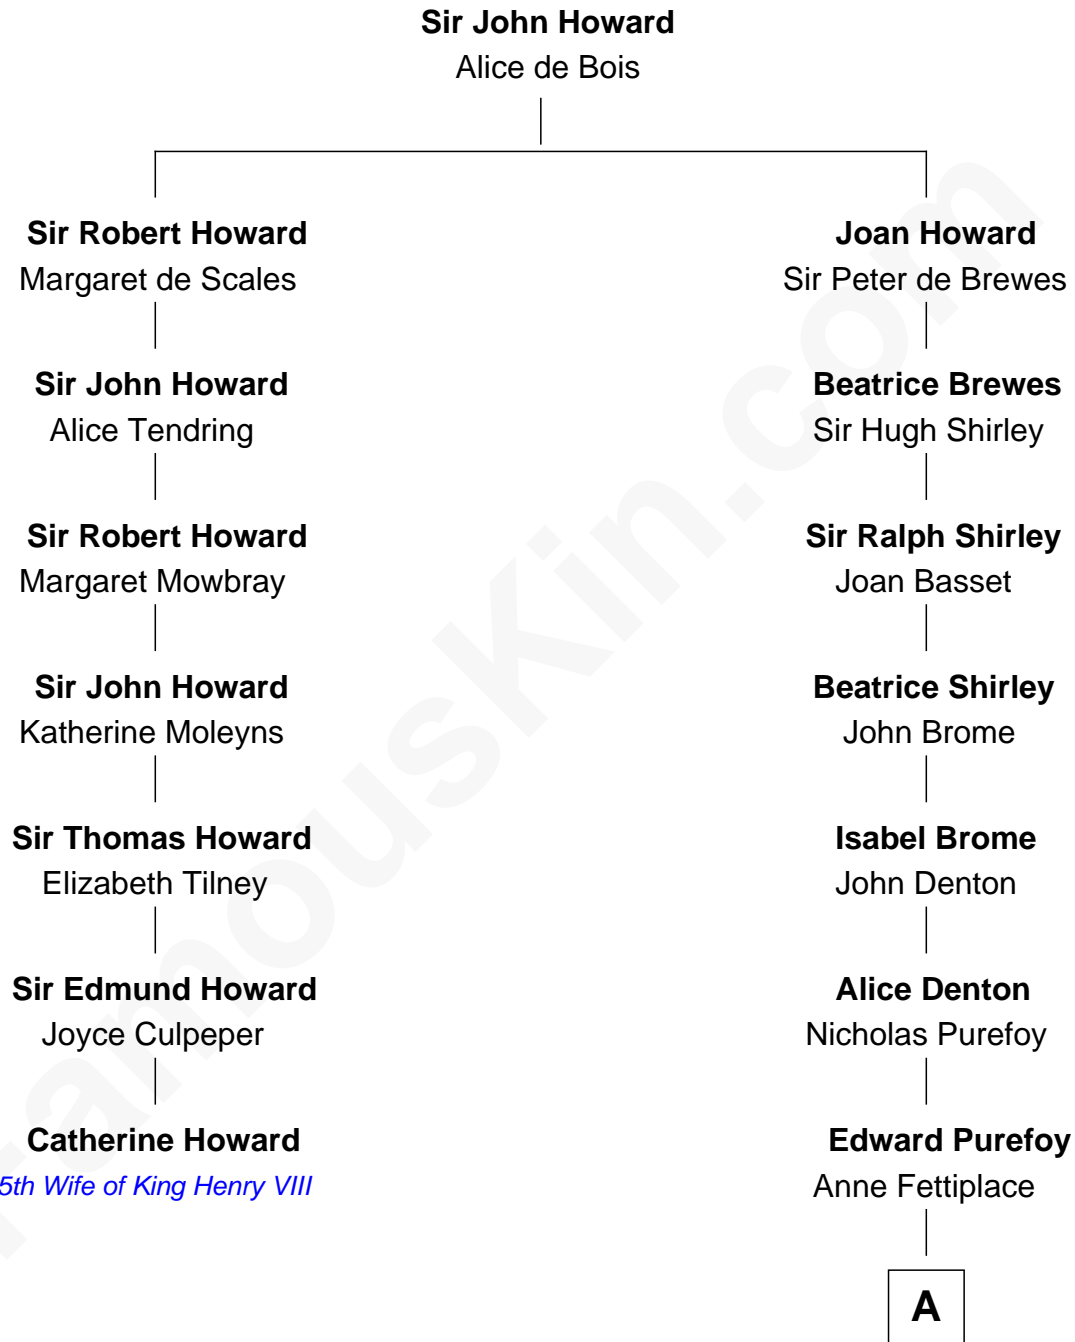 Sir John Howard
Alice de Bois
Sir Robert Howard
Margaret de Scales
Joan Howard
Sir Peter de Brewes
Sir John Howard
Alice Tendring
Beatrice Brewes
Sir Hugh Shirley
Sir Robert Howard
Margaret Mowbray
Sir Ralph Shirley
Joan Basset
Sir John Howard
Katherine Moleyns
Beatrice Shirley
John Brome
Sir Thomas Howard
Elizabeth Tilney
Isabel Brome
John Denton
Sir Edmund Howard
Joyce Culpeper
Alice Denton
Nicholas Purefoy
Catherine Howard
5th Wife of King Henry VIII
Edward Purefoy
Anne Fettiplace
A
FamousKin.com